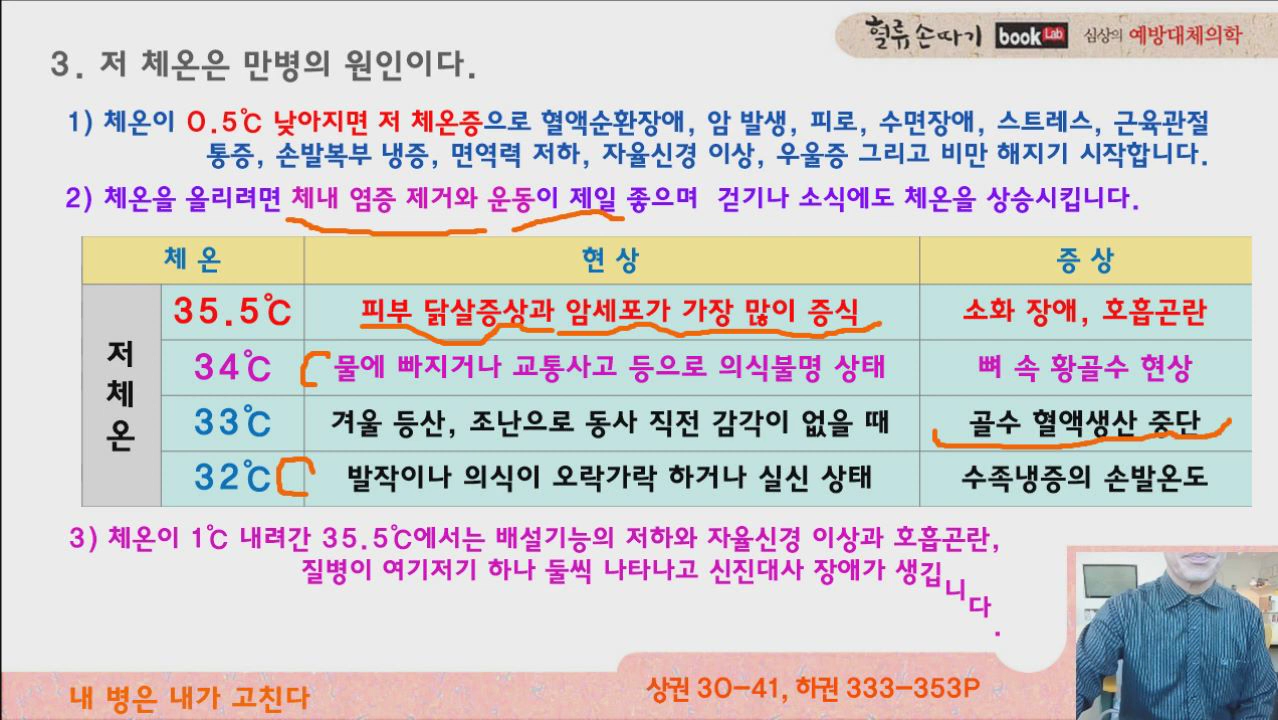 혈류 손따기 book Lab 심상의 예방대체의학
3. 저 체온은 만병의 원인이다.
1) 체온이 0.5℃ 낮아지면 저 체온증으로 혈액순환장애, 암 발생, 피로, 수면장애, 스트레스, 근육관절
통증, 손발복부 냉증, 면역력 저하, 자율신경 이상, 우울증 그리고 비만 해지기 시작합니다.
2) 체온을 올리려면 체내 염증 제거와 운동이 제일 좋으며 걷기나 소식에도 체온을 상승시킵니다.
체 온 현 상 증 상
저체온
35.5℃ 피부 닭살증상과 암세포가 가장 많이 증식 소화 장애, 호흡곤란
34℃ 물에 빠지거나 교통사고 등으로 의식불명 상태 뼈 속 황골수 현상
33℃ 겨울 등산, 조난으로 동사 직전 감각이 없을 때 골수 혈액생산 중단
32℃ 발작이나 의식이 오락가락 하거나 실신 상태 수족냉증의 손발온도
3) 체온이 1℃ 내려간 35.5℃에서는 배설기능의 저하와 자율신경 이상과 호흡곤란,
질병이 여기저기 하나 둘씩 나타나고 신진대사 장애가 생깁니다.
내 병은 내가 고친다
상권 30-41, 하권 333-353P